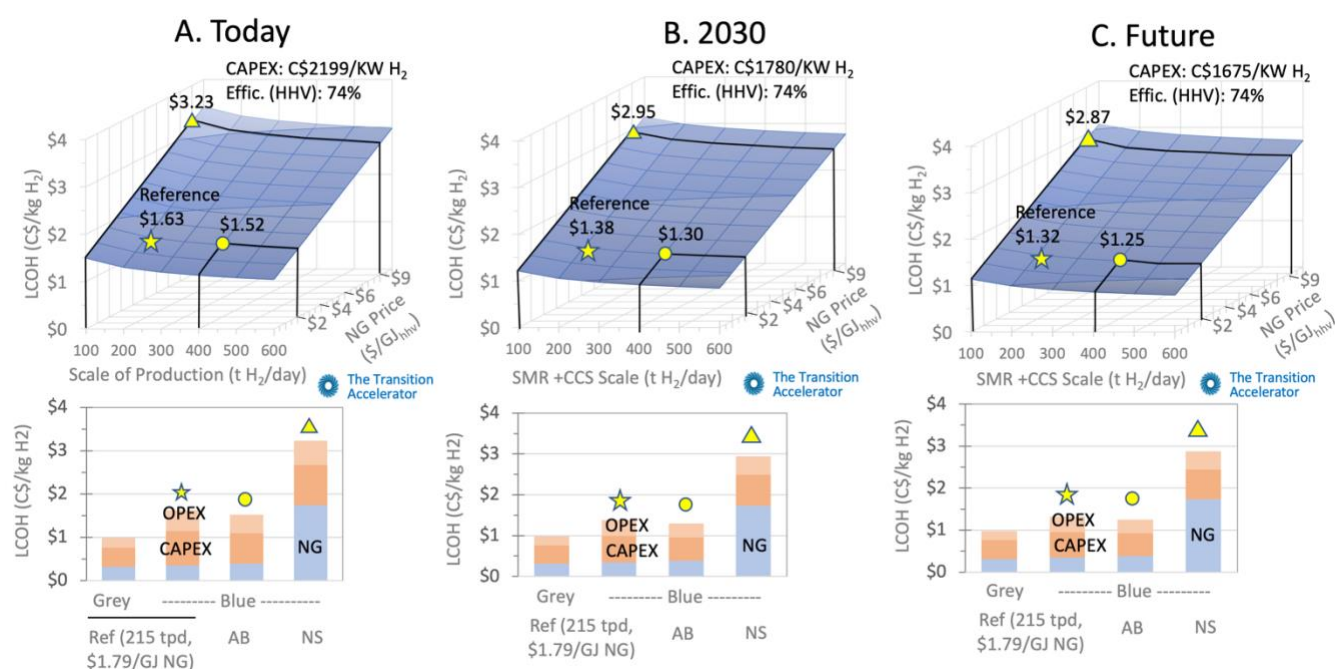 A. Today
CAPEX: C$2199/KW H₂
Effic. (HHV): 74%
$3.23
Reference
$1.63
$1.52
LCOH (C$/kg H₂)
$4
$3
$2
$1
$0
100 200 300 400 500 600
Scale of Production (t H₂/day)
$2
$4
$6
$9
NG Price
($/GJhhv)
The Transition
Accelerator
B. 2030
CAPEX: C$1780/KW H₂
Effic. (HHV): 74%
$2.95
Reference
$1.38
$1.30
LCOH (C$/kg H₂)
$4
$3
$2
$1
$0
100 200 300 400 500 600
SMR +CCS Scale (t H₂/day)
$2
$4
$6
$9
NG Price
($/GJhhv)
The Transition
Accelerator
C. Future
CAPEX: C$1675/KW H₂
Effic. (HHV): 74%
$2.87
Reference
$1.32
$1.25
LCOH (C$/kg H₂)
$4
$3
$2
$1
$0
100 200 300 400 500 600
SMR +CCS Scale (t H₂/day)
$2
$4
$6
$9
NG Price
($/GJhhv)
The Transition
Accelerator
LCOH (C$/kg H2)
$4
$3
$2
$1
$0
OPEX
CAPEX
NG
Grey
--------- Blue ---------
Ref (215 tpd,
$1.79/GJ NG)
AB
NS
LCOH (C$/kg H2)
$4
$3
$2
$1
$0
OPEX
CAPEX
NG
Grey
--------- Blue ---------
Ref (215 tpd,
$1.79/GJ NG)
AB
NS
LCOH (C$/kg H2)
$4
$3
$2
$1
$0
OPEX
CAPEX
NG
Grey
--------- Blue ---------
Ref (215 tpd,
$1.79/GJ NG)
AB
NS